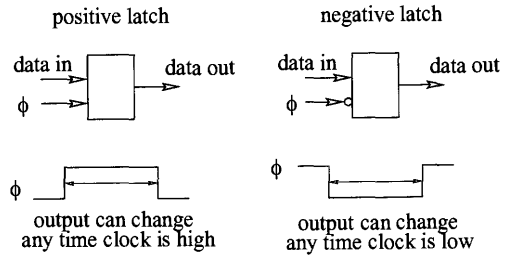 positive latch
negative latch
data in
data out
ϕ
data in
data out
ϕ
ϕ
output can change
any time clock is high
ϕ
output can change
any time clock is low